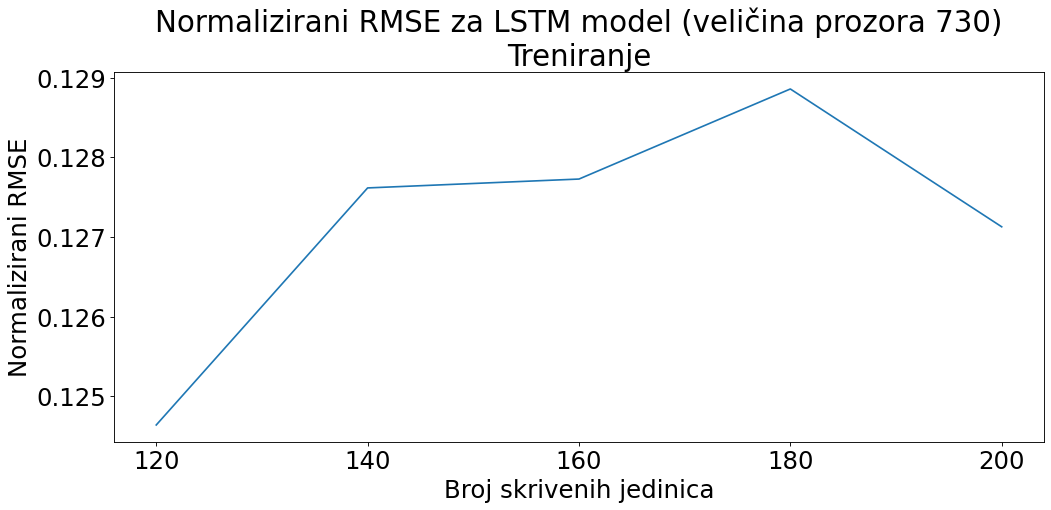 Normalizirani RMSE za LSTM model (veličina prozora 730)
Treniranje
0.129
0.128
0.127
0.126
0.125
Normalizirani RMSE
120 140 160 180 200
Broj skrivenih jedinica